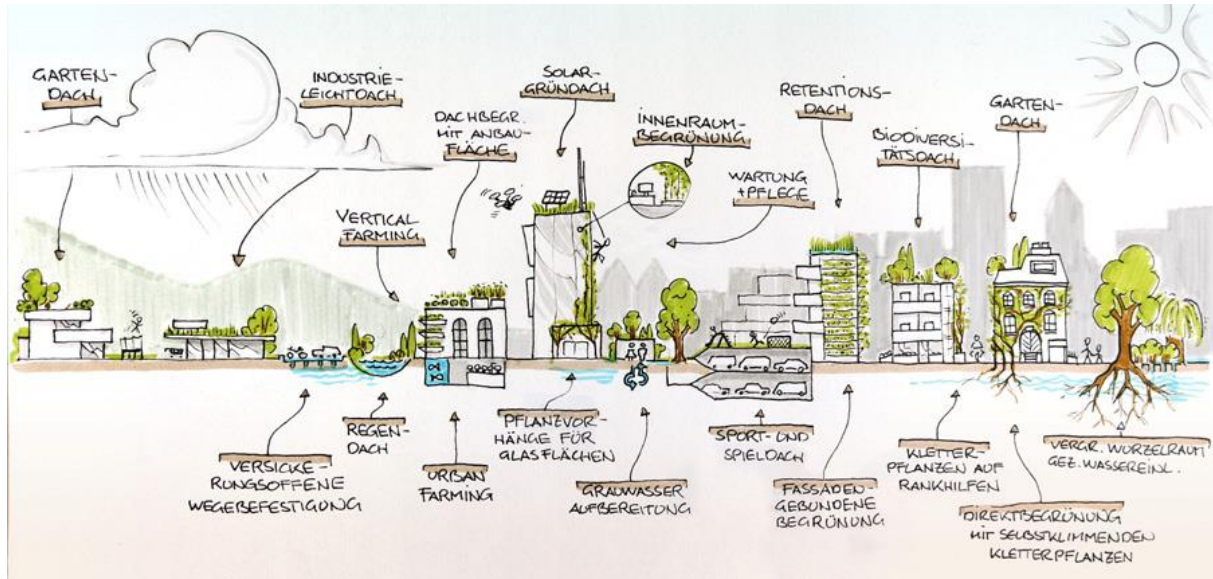 GARTEN-
DACH
INDUSTRIE-
LEICHTDACH
DACHBEGR.
MIT ANBAU-
FLÄCHE
VERTICAL
FARMING
SOLAR-
GRÜNDACH
INNENRAUM-
BEGRÜNUNG
WARTUNG
+PFLEGE
RETENTIONS-
DACH
BIODIVERSI-
TÄTSDACH
GARTEN-
DACH
VERSICKE-
RUNGSOFFENE
WEGEBEFESTIGUNG
REGEN-
DACH
URBAN
FARMING
PFLANZVOR-
HÄNGE FÜR
GLASFLÄCHEN
GRAUWASSER
AUFBEREITUNG
SPORT- UND
SPIELDACH
FASSADEN-
GEBUNDENE
BEGRÜNUNG
KLETTER-
PFLANZEN AUF
RANKHILFEN
DIREKTBEGRÜNUNG
MIT SELBSTKLIMMENDEN
KLETTERPFLANZEN
VERGR. WURZELRAUM
GEZ. WASSEREINL.